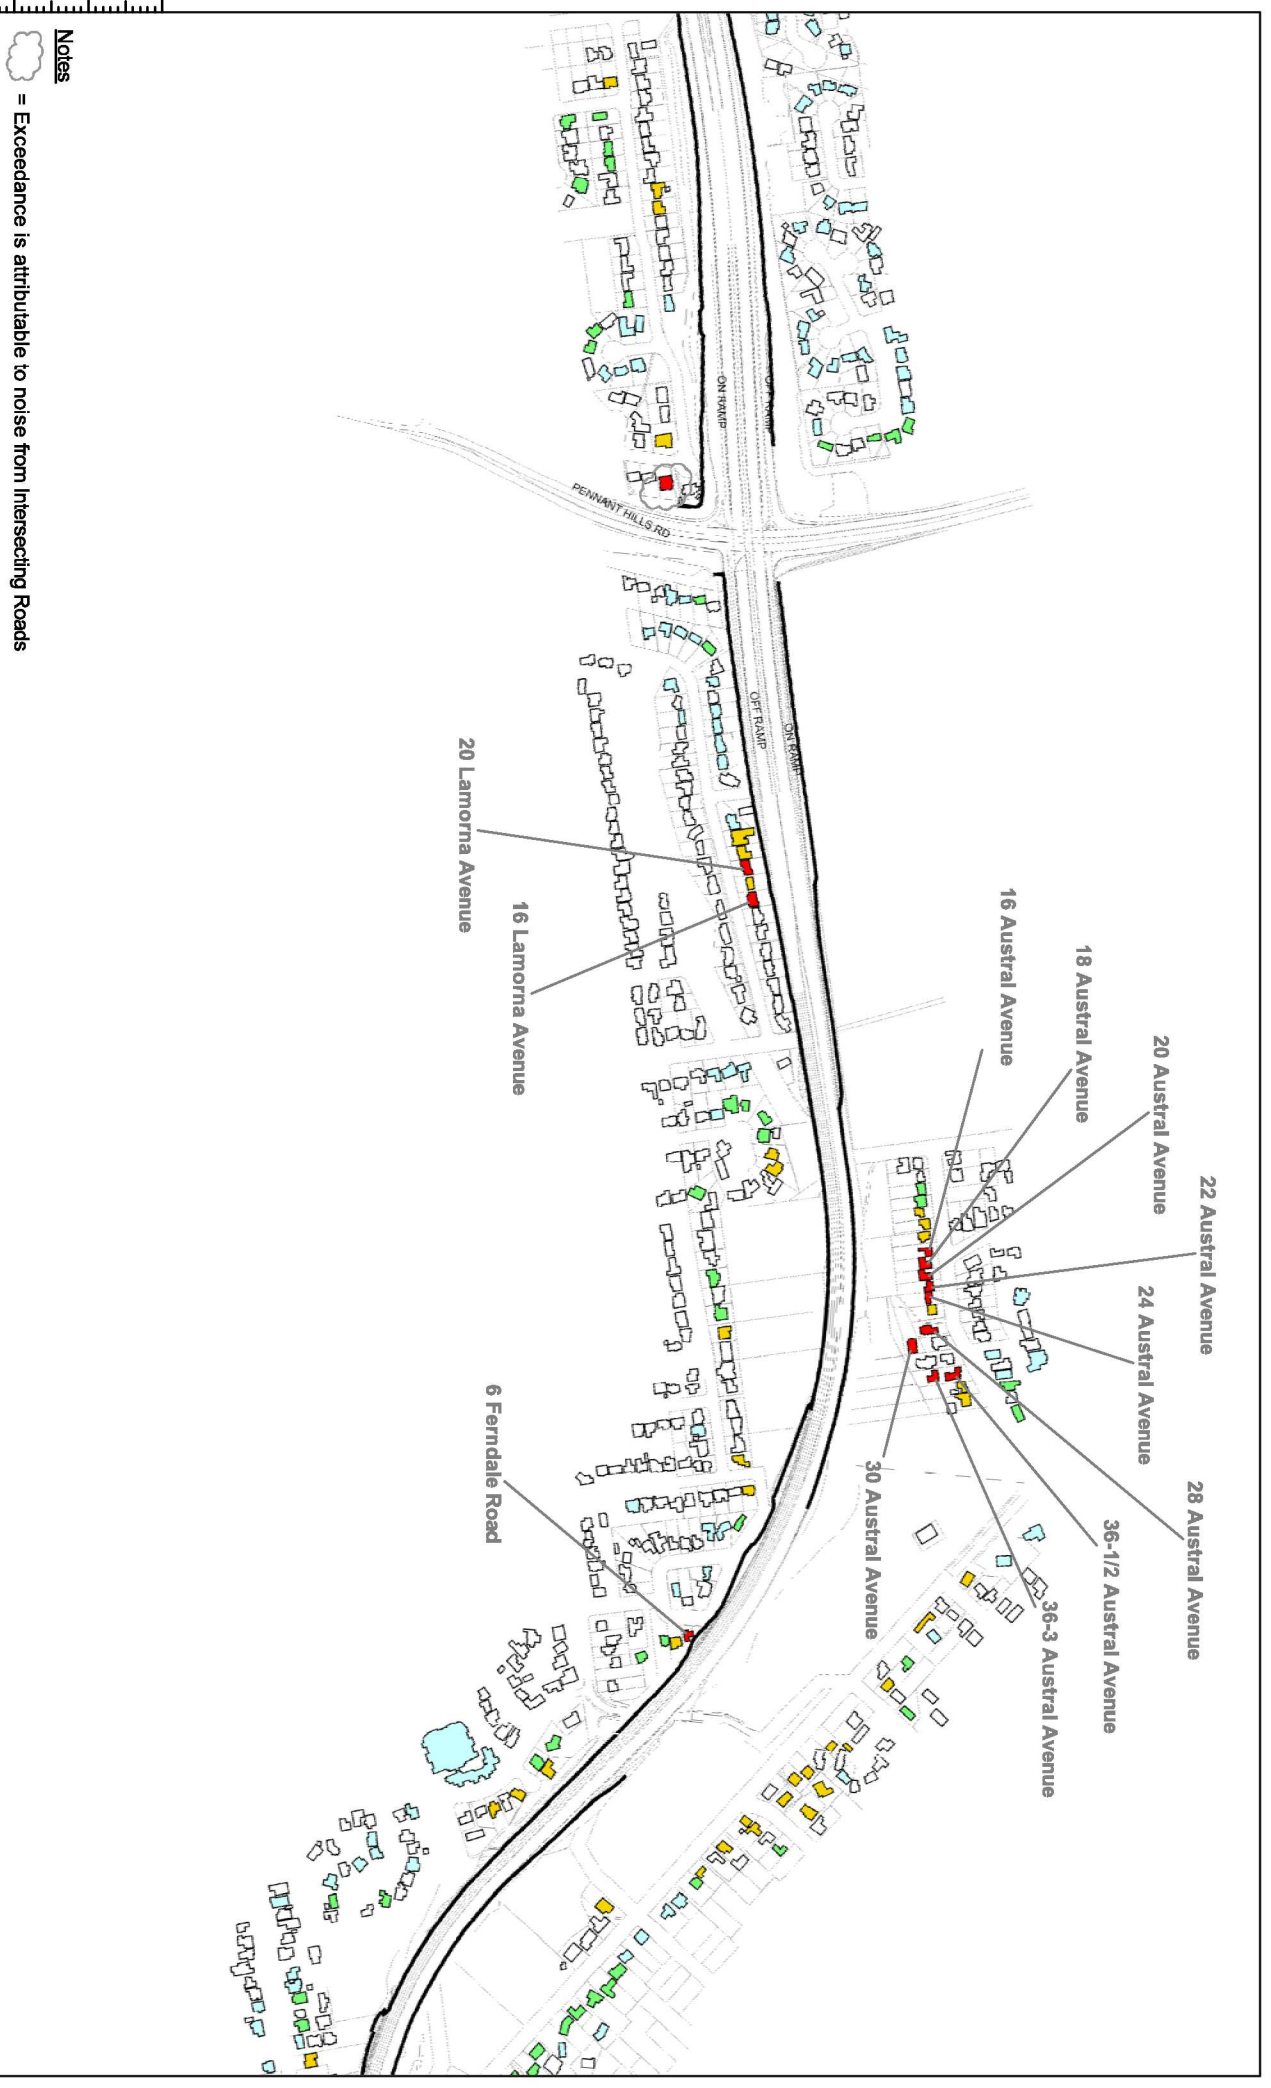 22 Austral Avenue
28 Austral Avenue
20 Austral Avenue
24 Austral Avenue
36-1/2 Austral Avenue
18 Austral Avenue
36-3 Austral Avenue
16 Austral Avenue
30 Austral Avenue
OFF RAMP
ON RAMP
ON RAMP
OFF RAMP
PENNANT HILLS RD
16 Lamorna Avenue
20 Lamorna Avenue
6 Ferndale Road
Notes
= Exceedance is attributable to noise from Intersecting Roads